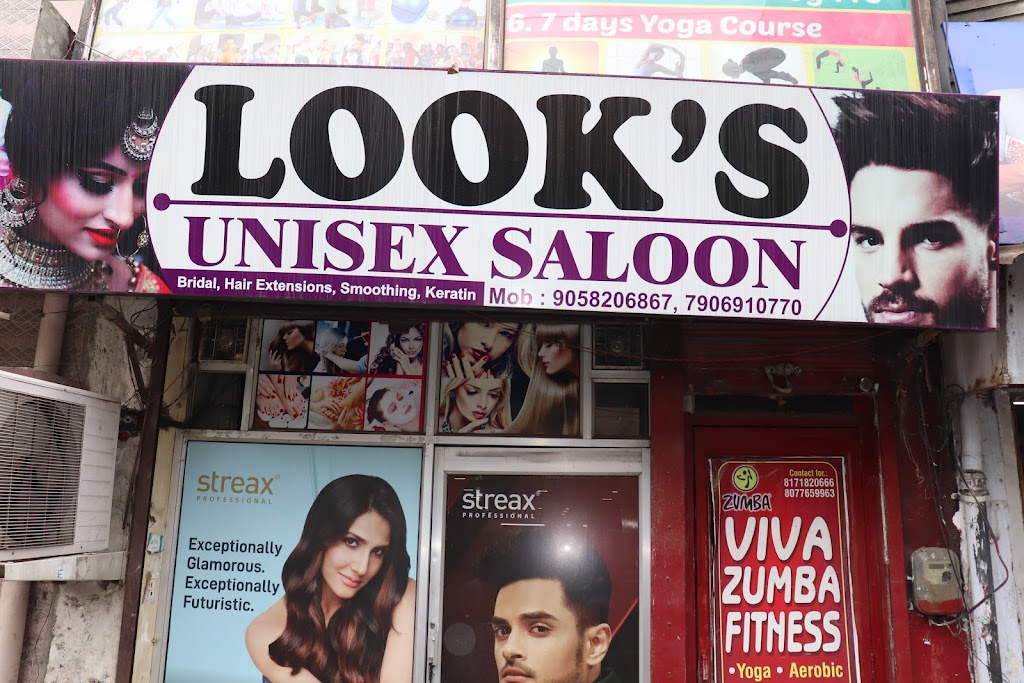 6. 7 days Yoga Course
LOOK'S
UNISEX SALOON
Bridal, Hair Extensions, Smoothing, Keratin
Mob : 9058206867, 7906910770
streax
PROFESSIONAL
Exceptionally
Glamorous.
Exceptionally
Futuristic.
streax
PROFESSIONAL
ZUMBA
Contact for.:
8171820666
8077659963
VIVA
ZUMBA
FITNESS
•Yoga • Aerobic